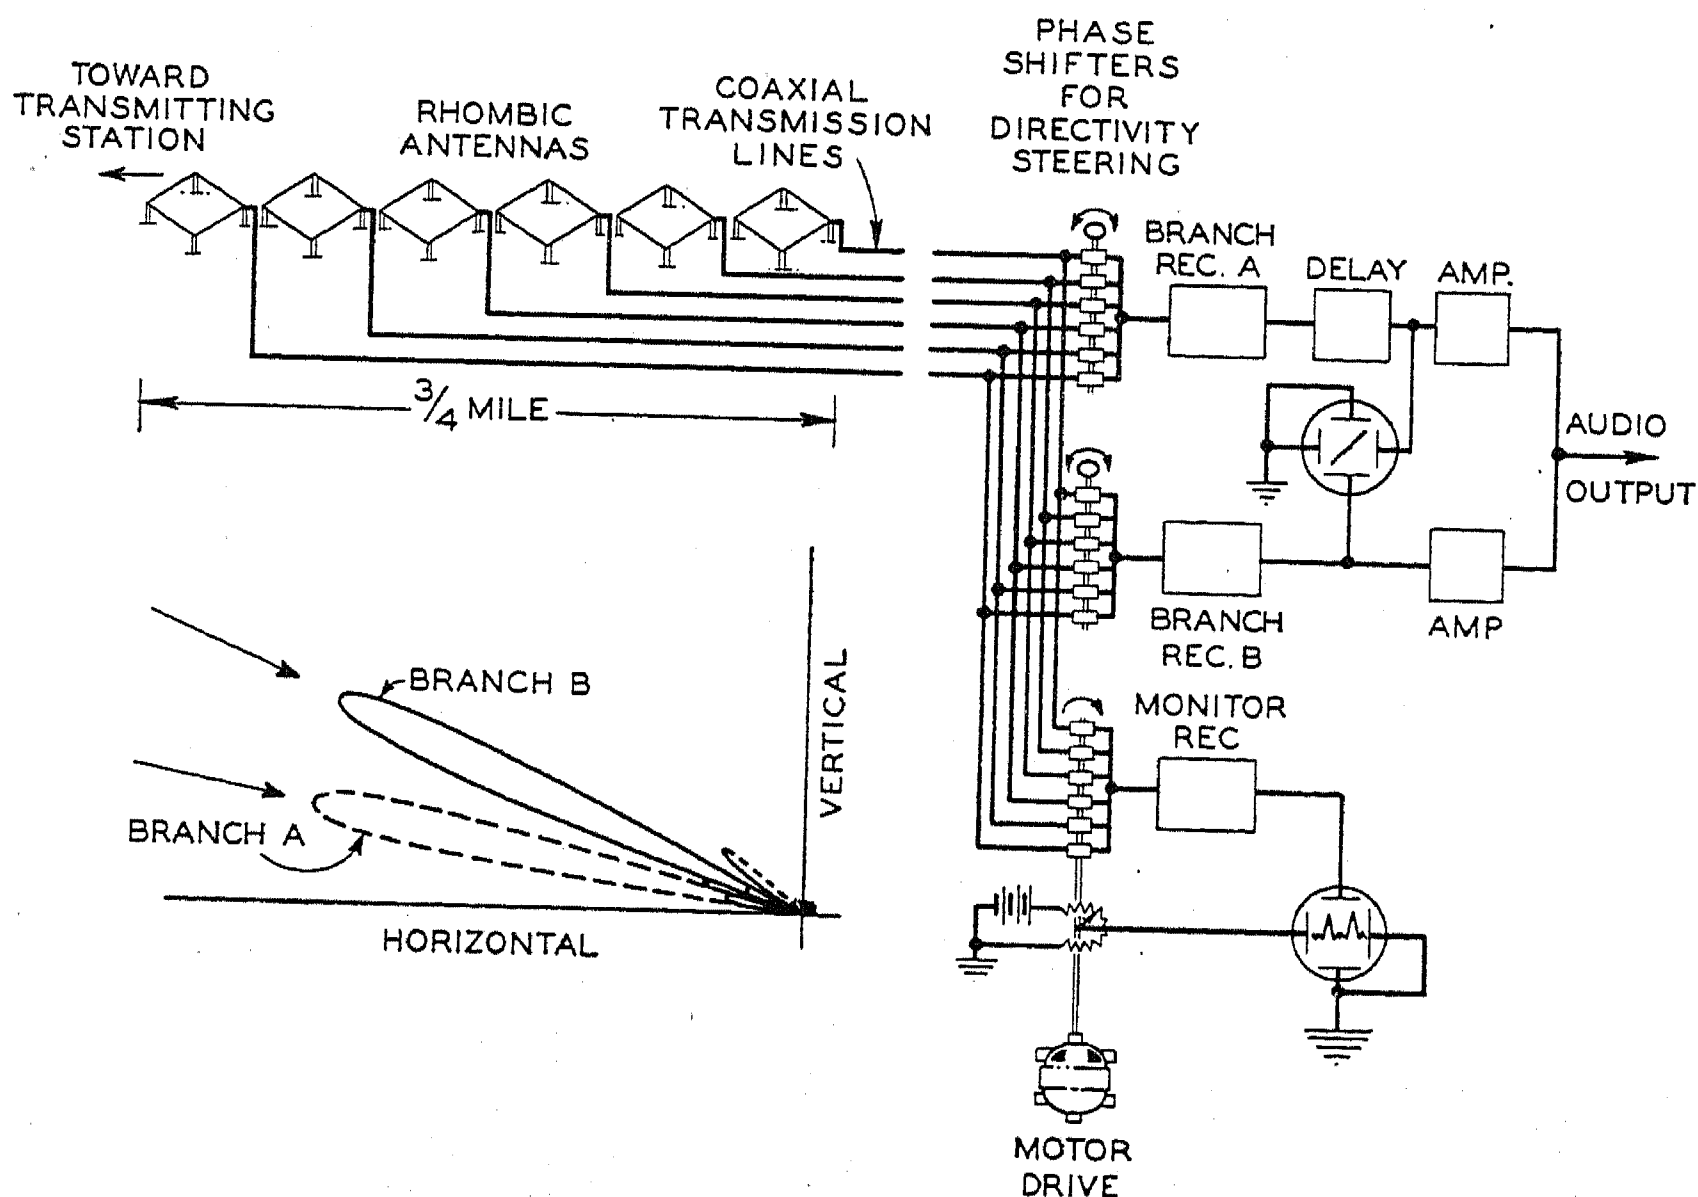 TOWARD
TRANSMITTING
STATION
RHOMBIC
ANTENNAS
COAXIAL
TRANSMISSION
LINES
PHASE
SHIFTERS
FOR
DIRECTIVITY
STEERING
BRANCH
REC. A
DELAY
AMP.
3/4 MILE
AUDIO
OUTPUT
BRANCH
REC. B
AMP
BRANCH B
VERTICAL
MONITOR
REC
BRANCH A
HORIZONTAL
MOTOR
DRIVE